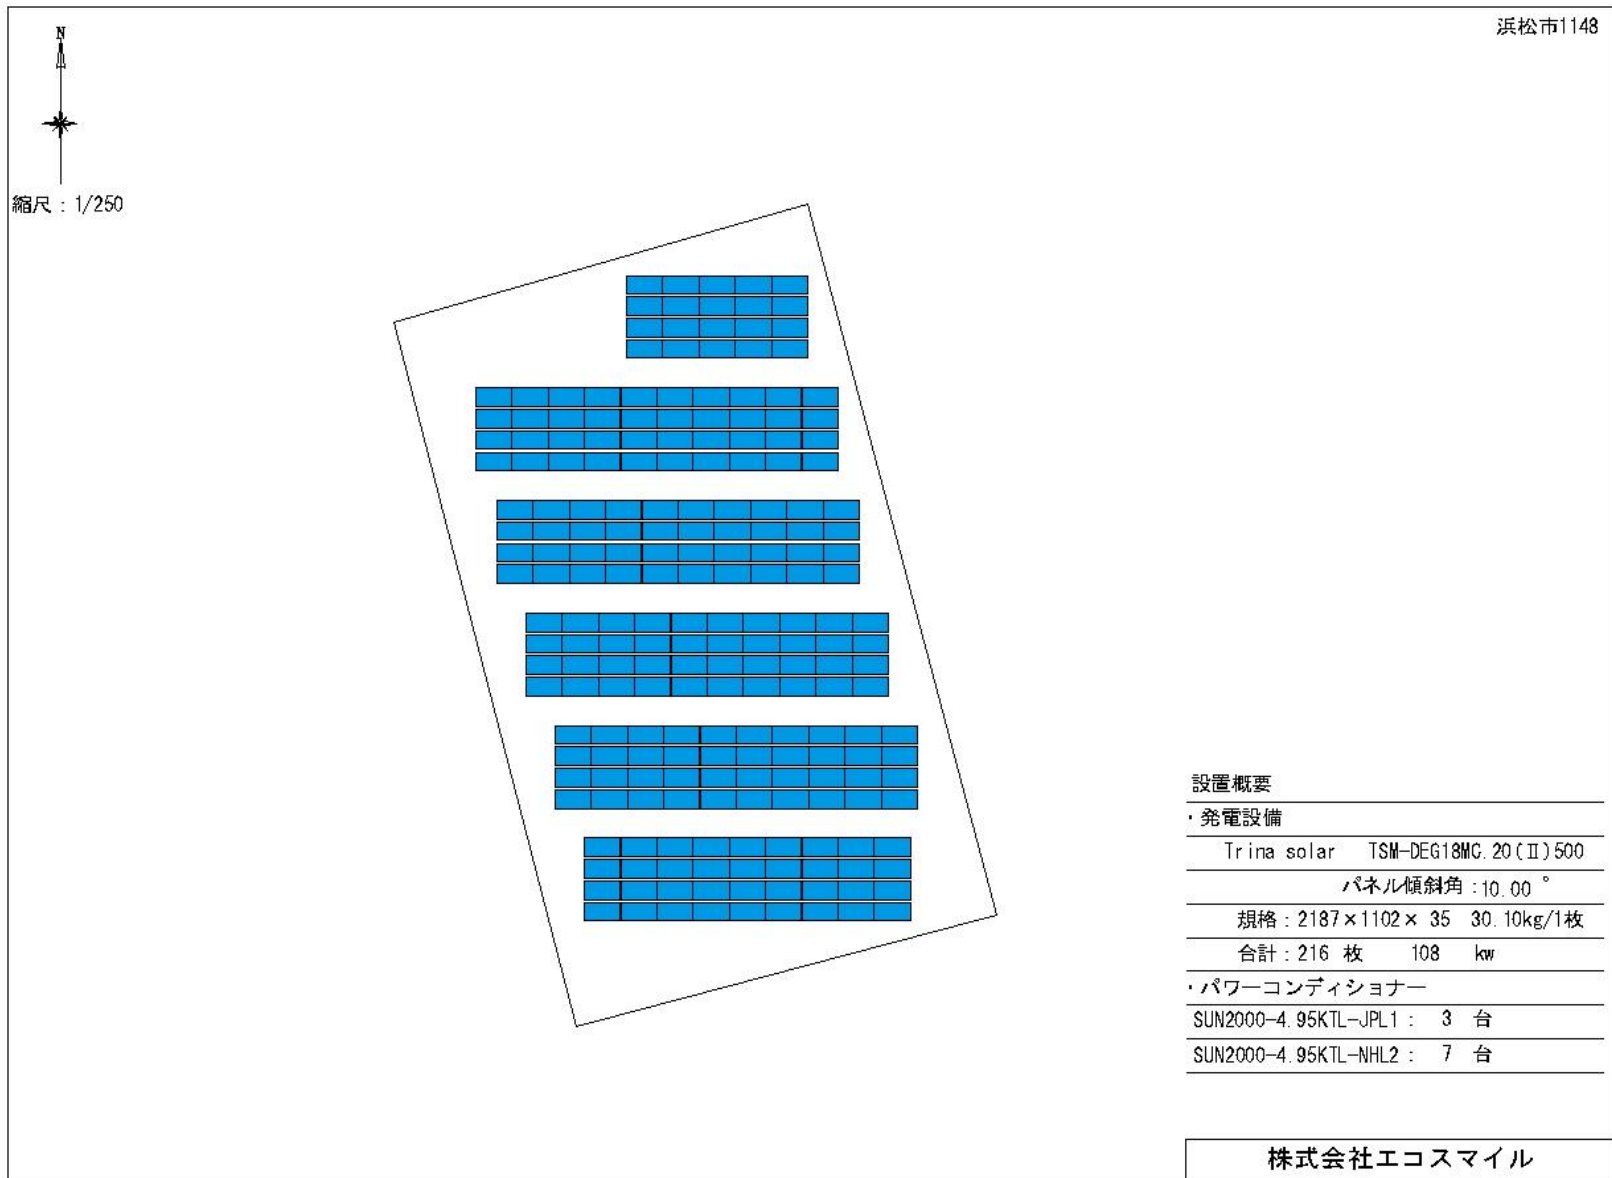 浜松市1148
N
縮尺：1/250
設置概要
・発電設備
Trina solar TSM-DEG18MC.20(Ⅱ)500
パネル傾斜角：10.00 °
規格：2187×1102× 35 30.10kg/1枚
合計：216 枚 108 kw
・パワーコンディショナー
SUN2000-4.95KTL-JPL1： 3 台
SUN2000-4.95KTL-NHL2： 7 台
株式会社エコスマイル